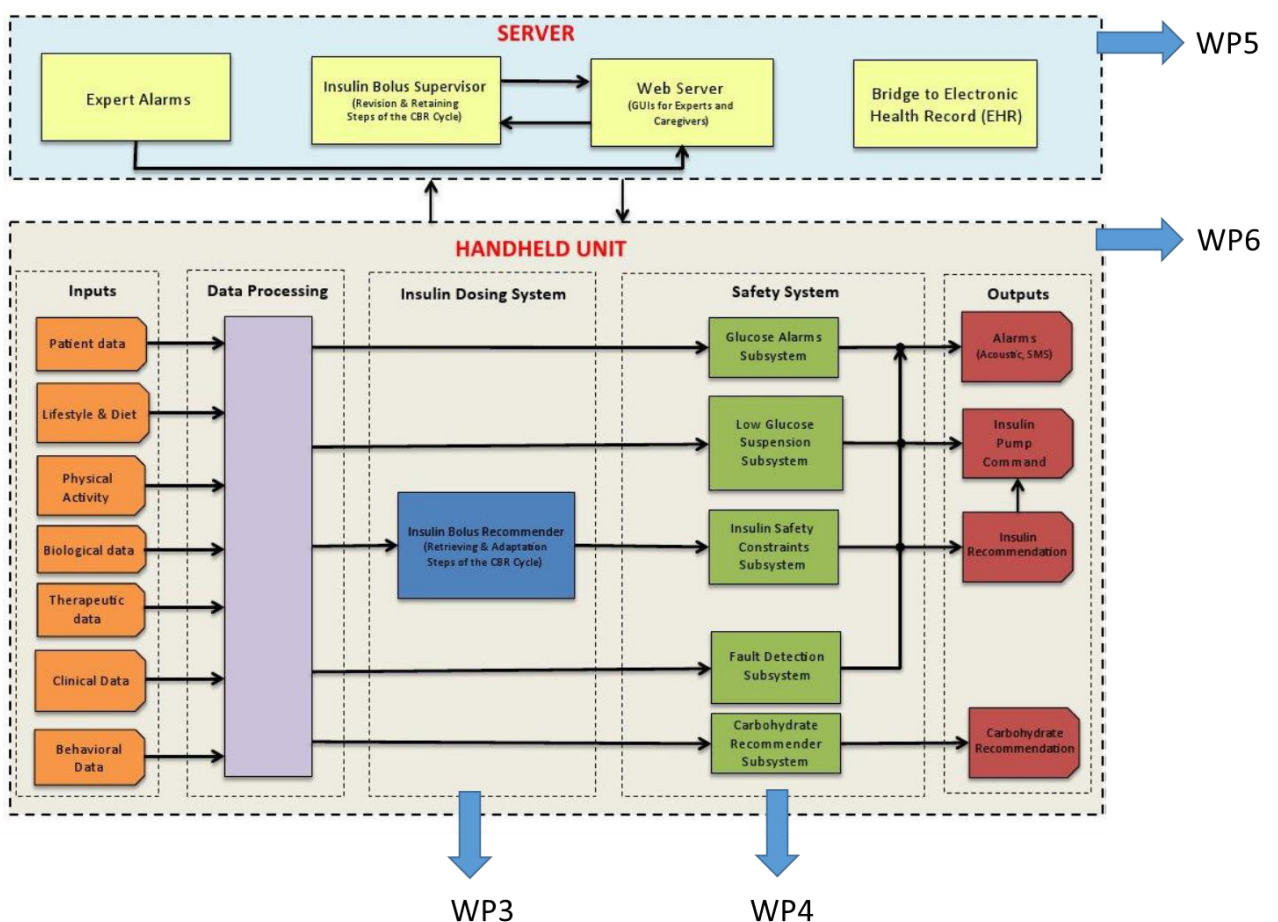 SERVER
WP5
Expert Alarms
Insulin Bolus Supervisor
(Revision & Retaining
Steps of the CBR Cycle)
Web Server
(GUIs for Experts and
Caregivers)
Bridge to Electronic
Health Record (EHR)
HANDHELD UNIT
WP6
Inputs
Data Processing
Insulin Dosing System
Safety System
Outputs
Patient data
Lifestyle & Diet
Physical
Activity
Biological data
Therapeutic
data
Clinical Data
Behavioral
Data
Insulin Bolus Recommender
(Retrieving & Adaptation
Steps of the CBR Cycle)
Glucose Alarms
Subsystem
Low Glucose
Suspension
Subsystem
Insulin Safety
Constraints
Subsystem
Fault Detection
Subsystem
Carbohydrate
Recommender
Subsystem
Alarms
(Acoustic, SMS)
Insulin
Pump
Command
Insulin
Recommendation
Carbohydrate
Recommendation
WP3
WP4